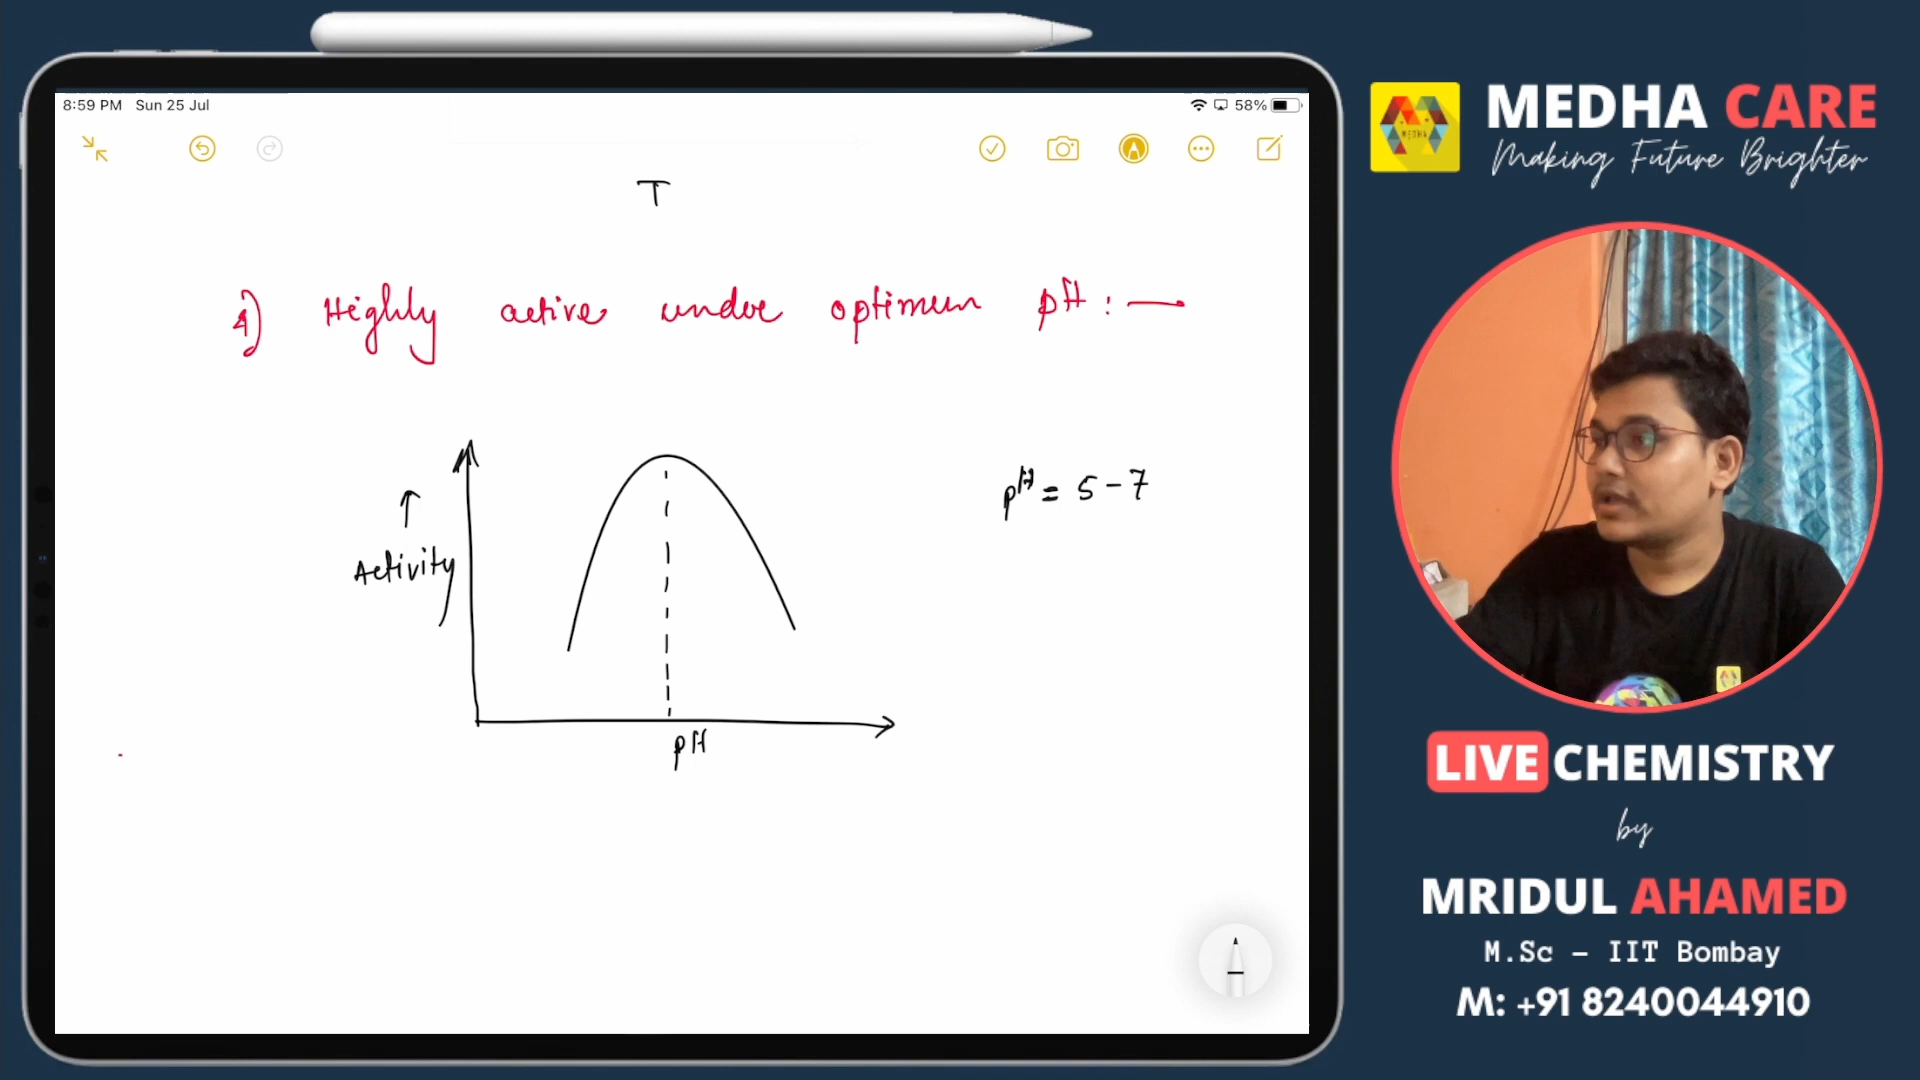 8:59 PM Sun 25 Jul
58%
T
4) Highly active under optimum pH : —
↑
Activity
pH = 5 - 7
pH
MEDHA CARE
Making Future Brighter
MEDHA
LIVE CHEMISTRY
by
MRIDUL AHAMED
M.Sc - IIT Bombay
M: +91 8240044910